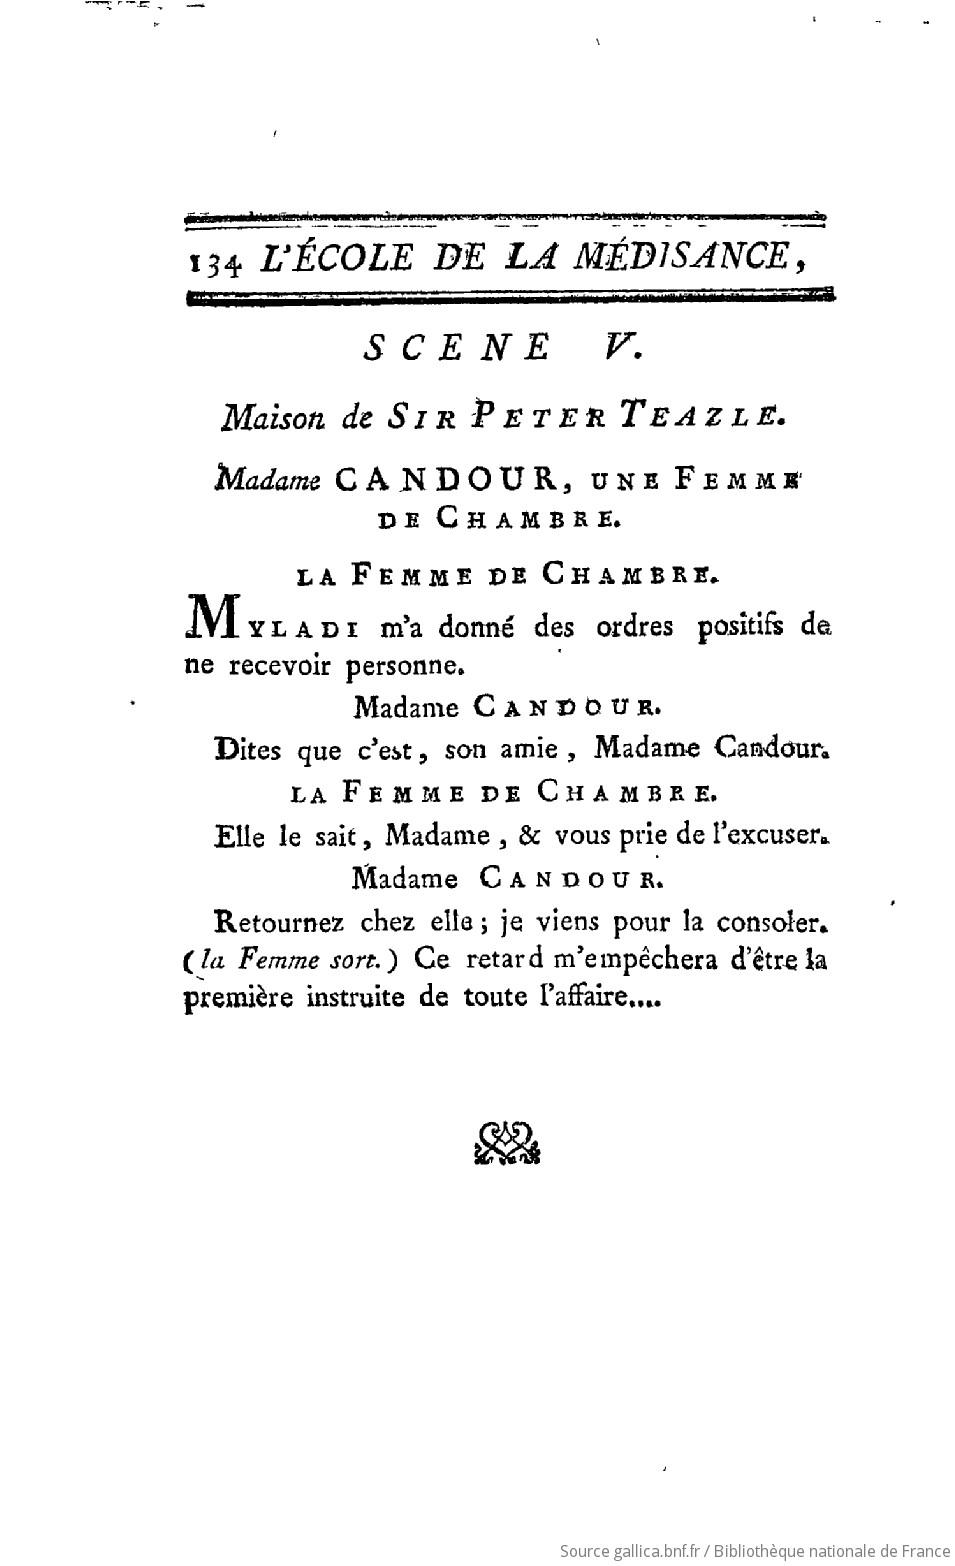 134 L'ÉCOLE DE LA MÉDISANCE,
SCENE V.
Maison de SIR PETER TEAZLE.
Madame CANDOUR, UNE FEMME
DE CHAMBRE.
LA FEMME DE CHAMBRE.
MYLADI m'a donné des ordres positifs de
ne recevoir personne.
Madame CANDOUR.
Dites que c'est, son amie, Madame Candour.
LA FEMME DE CHAMBRE.
Elle le sait, Madame, & vous prie de l'excuser.
Madame CANDOUR.
Retournez chez elle; je viens pour la consoler.
(la Femme sort.) Ce retard m'empêchera d'être la
première instruite de toute l'affaire....
Source gallica.bnf.fr / Bibliothèque nationale de France